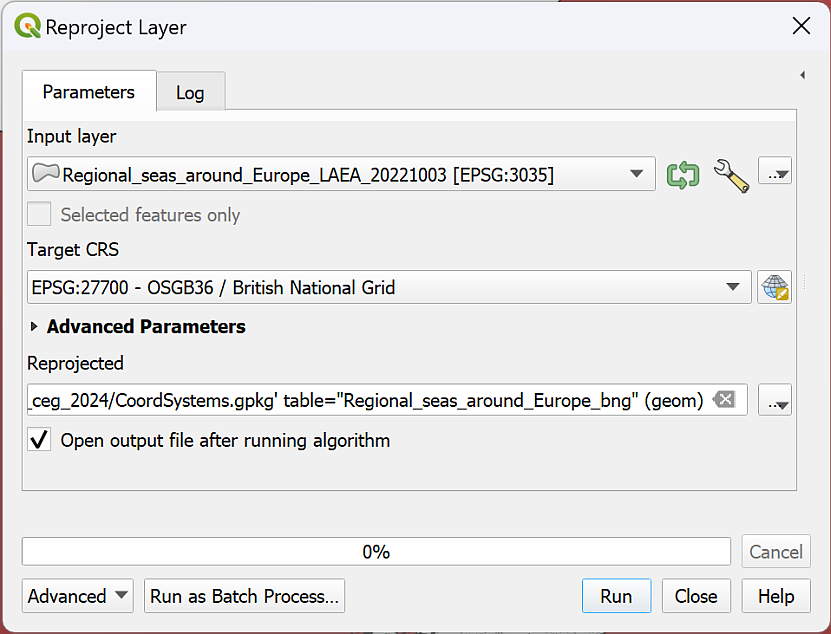 Reproject Layer
Parameters
Log
Input layer
Regional_seas_around_Europe_LAEA_20221003 [EPSG:3035]
...
Selected features only
Target CRS
EPSG:27700 - OSGB36 / British National Grid
Advanced Parameters
Reprojected
_ceg_2024/CoordSystems.gpkg' table="Regional_seas_around_Europe_bng" (geom)
...
Open output file after running algorithm
0%
Cancel
Advanced
Run as Batch Process...
Run
Close
Help